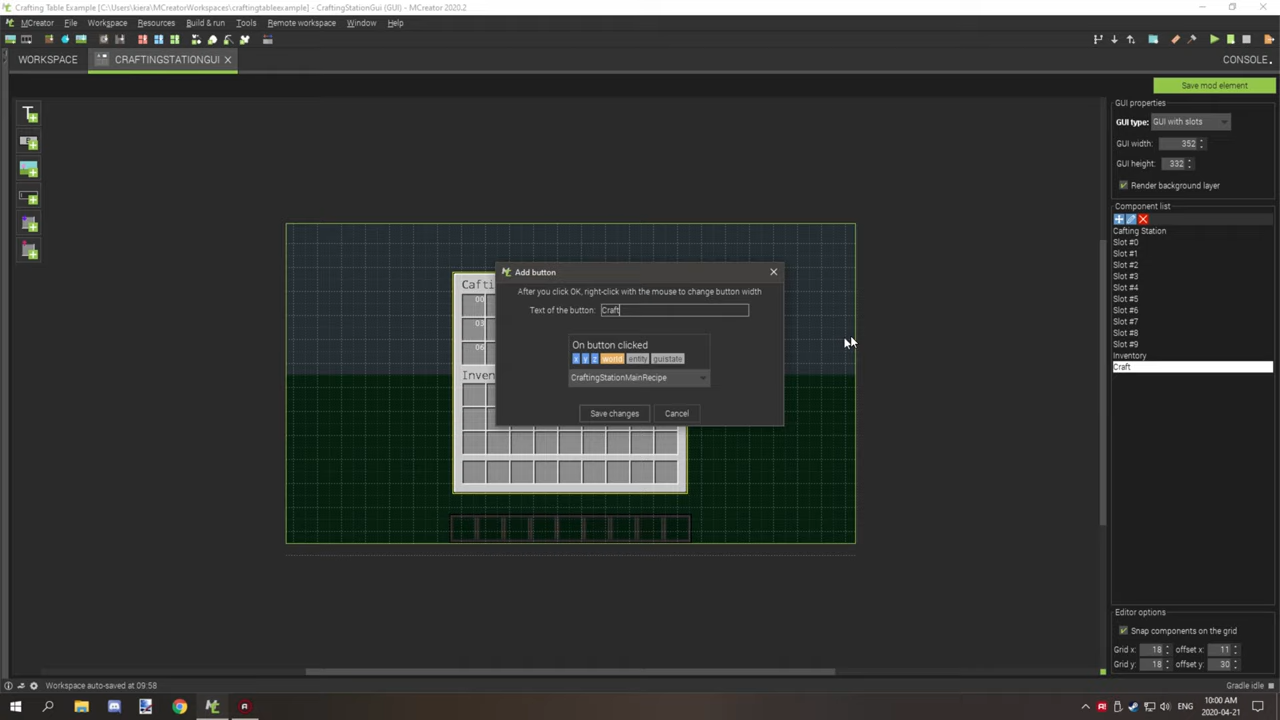 Crafting Table Example [C:\Users\kiera\MCreatorWorkspaces\craftingtableexample] - CraftingStationGui (GUI) - MCreator 2020.2
MCreator File Workspace Resources Build & run Tools Remote workspace Window Help
WORKSPACE CRAFTINGSTATIONGUI CONSOLE
Save mod element
GUI properties
GUI type: GUI with slots
GUI width: 352
GUI height: 332
Render background layer
Component list
Cafting Station
Slot #0
Slot #1
Slot #2
Slot #3
Slot #4
Slot #5
Slot #6
Slot #7
Slot #8
Slot #9
Inventory
Craft
Editor options
Snap components on the grid
Grid x: 18 offset x: 11
Grid y: 18 offset y: 30
Add button
After you click OK, right-click with the mouse to change button width
Text of the button: Craft
On button clicked
x y z world entity guistate
CraftingStationMainRecipe
Save changes Cancel
Cafti
00
03
06
Inven
Workspace auto-saved at 09:58 Gradle idle
ENG
10:00 AM
2020-04-21